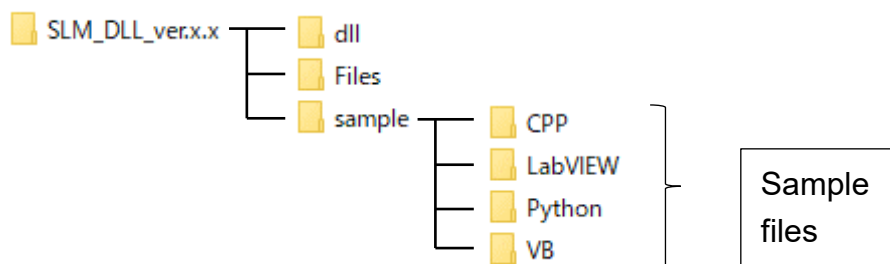 SLM_DLL_ver.x.x
dll
Files
sample
CPP
LabVIEW
Python
VB
Sample
files